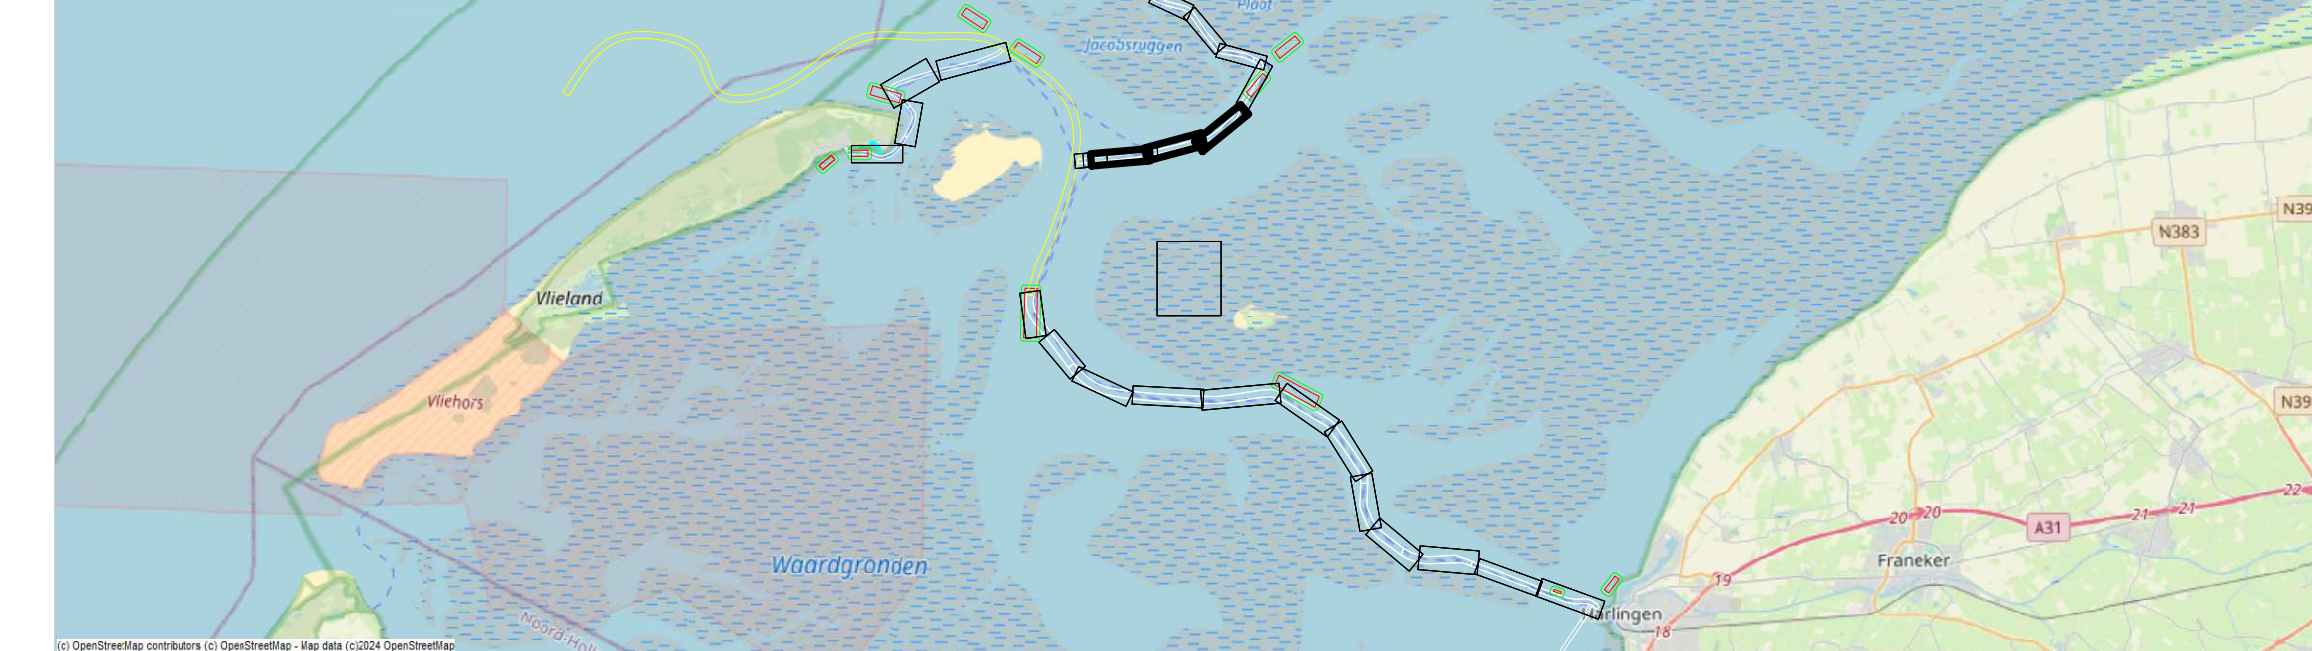 Plaat
Jacobsruggen
N39
N383
Vlieland
Vliehors
N39
22
21
21
20
20
A31
Franeker
Waardgronden
19
Harlingen
18
Noord-Holl
(c) OpenStreetMap contributors (c) OpenStreetMap - Map data (c)2024 OpenStreetMap